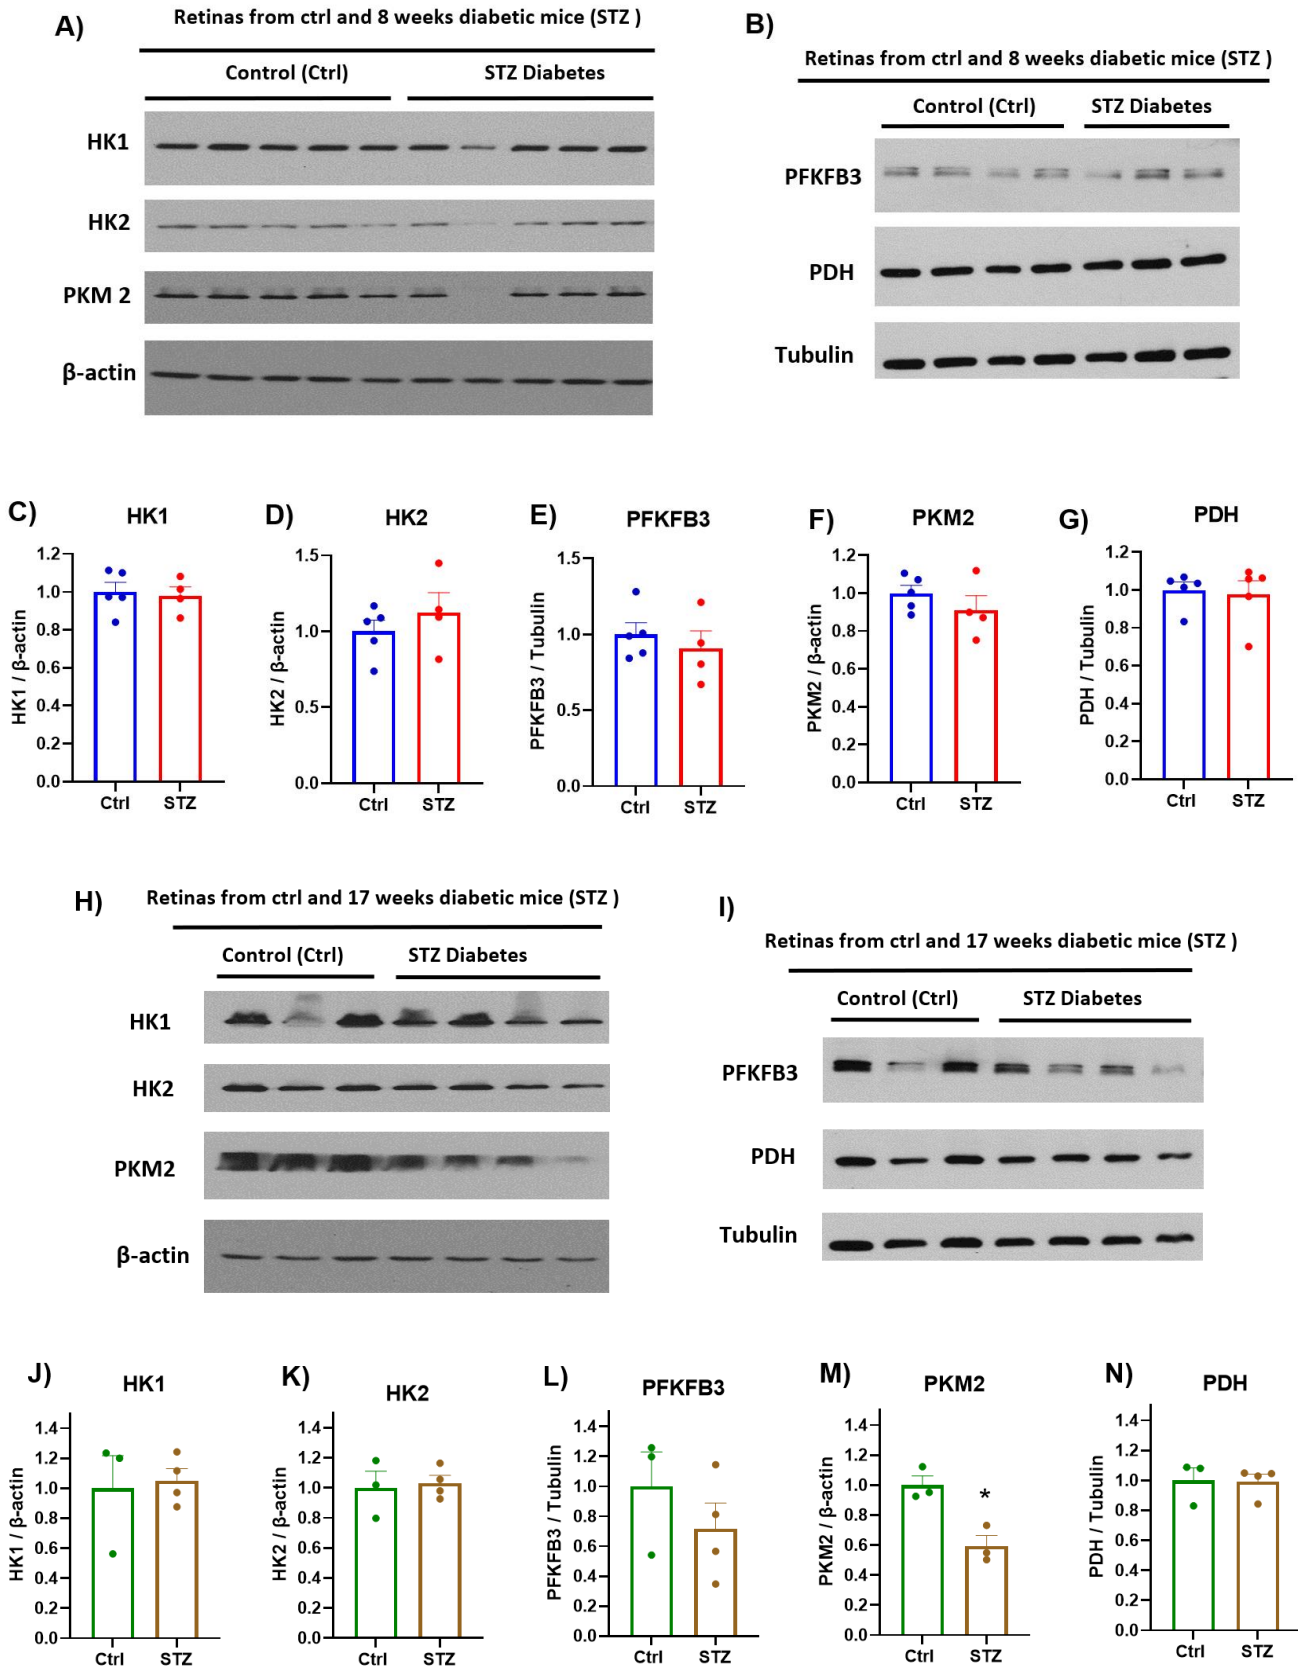 A)
Retinas from ctrl and 8 weeks diabetic mice (STZ )
Control (Ctrl)
STZ Diabetes
HK1
HK2
PKM 2
β-actin
B)
Retinas from ctrl and 8 weeks diabetic mice (STZ )
Control (Ctrl)
STZ Diabetes
PFKFB3
PDH
Tubulin
C)
HK1
HK1 / β-actin
1.2
1.0
0.8
0.6
0.4
0.2
0.0
Ctrl
STZ
D)
HK2
HK2 / β-actin
1.5
1.0
0.5
0.0
Ctrl
STZ
E)
PFKFB3
PFKFB3 / Tubulin
1.5
1.0
0.5
0.0
Ctrl
STZ
F)
PKM2
PKM2 / β-actin
1.2
1.0
0.8
0.6
0.4
0.2
0.0
Ctrl
STZ
G)
PDH
PDH / Tubulin
1.2
1.0
0.8
0.6
0.4
0.2
0.0
Ctrl
STZ
H)
Retinas from ctrl and 17 weeks diabetic mice (STZ )
Control (Ctrl)
STZ Diabetes
HK1
HK2
PKM2
β-actin
I)
Retinas from ctrl and 17 weeks diabetic mice (STZ )
Control (Ctrl)
STZ Diabetes
PFKFB3
PDH
Tubulin
J)
HK1
HK1 / β-actin
1.4
1.2
1.0
0.8
0.6
0.4
0.2
0.0
Ctrl
STZ
K)
HK2
HK2 / β-actin
1.4
1.2
1.0
0.8
0.6
0.4
0.2
0.0
Ctrl
STZ
L)
PFKFB3
PFKFB3 / Tubulin
1.4
1.2
1.0
0.8
0.6
0.4
0.2
0.0
Ctrl
STZ
M)
PKM2
PKM2 / β-actin
1.4
1.2
1.0
0.8
0.6
0.4
0.2
0.0
*
Ctrl
STZ
N)
PDH
PDH / Tubulin
1.4
1.2
1.0
0.8
0.6
0.4
0.2
0.0
Ctrl
STZ